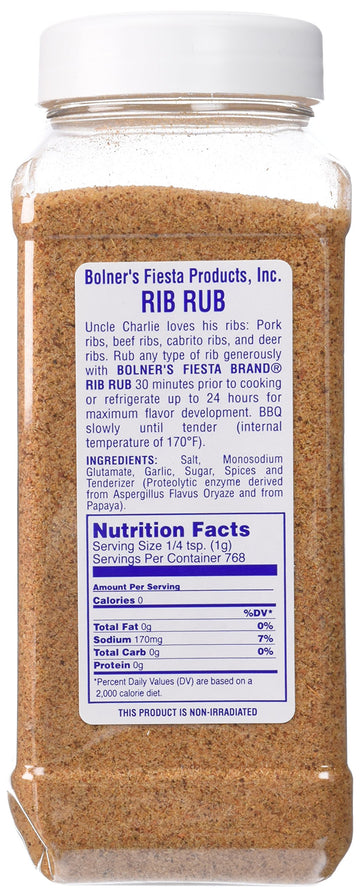 Bolner's Fiesta Products, Inc.
RIB RUB
Uncle Charlie loves his ribs: Pork
ribs, beef ribs, cabrito ribs, and deer
ribs. Rub any type of rib generously
with BOLNER'S FIESTA BRAND®
RIB RUB 30 minutes prior to cooking
or refrigerate up to 24 hours for
maximum flavor development. BBQ
slowly until tender (internal
temperature of 170°F).
INGREDIENTS: Salt, Monosodium
Glutamate, Garlic, Sugar, Spices and
Tenderizer (Proteolytic enzyme derived
from Aspergillus Flavus Oryaze and from
Papaya).
Nutrition Facts
Serving Size 1/4 tsp. (1g)
Servings Per Container 768
Amount Per Serving
Calories 0
%DV*
Total Fat 0g 0%
Sodium 170mg 7%
Total Carb 0g 0%
Protein 0g
*Percent Daily Values (DV) are based on a
2,000 calorie diet.
THIS PRODUCT IS NON-IRRADIATED